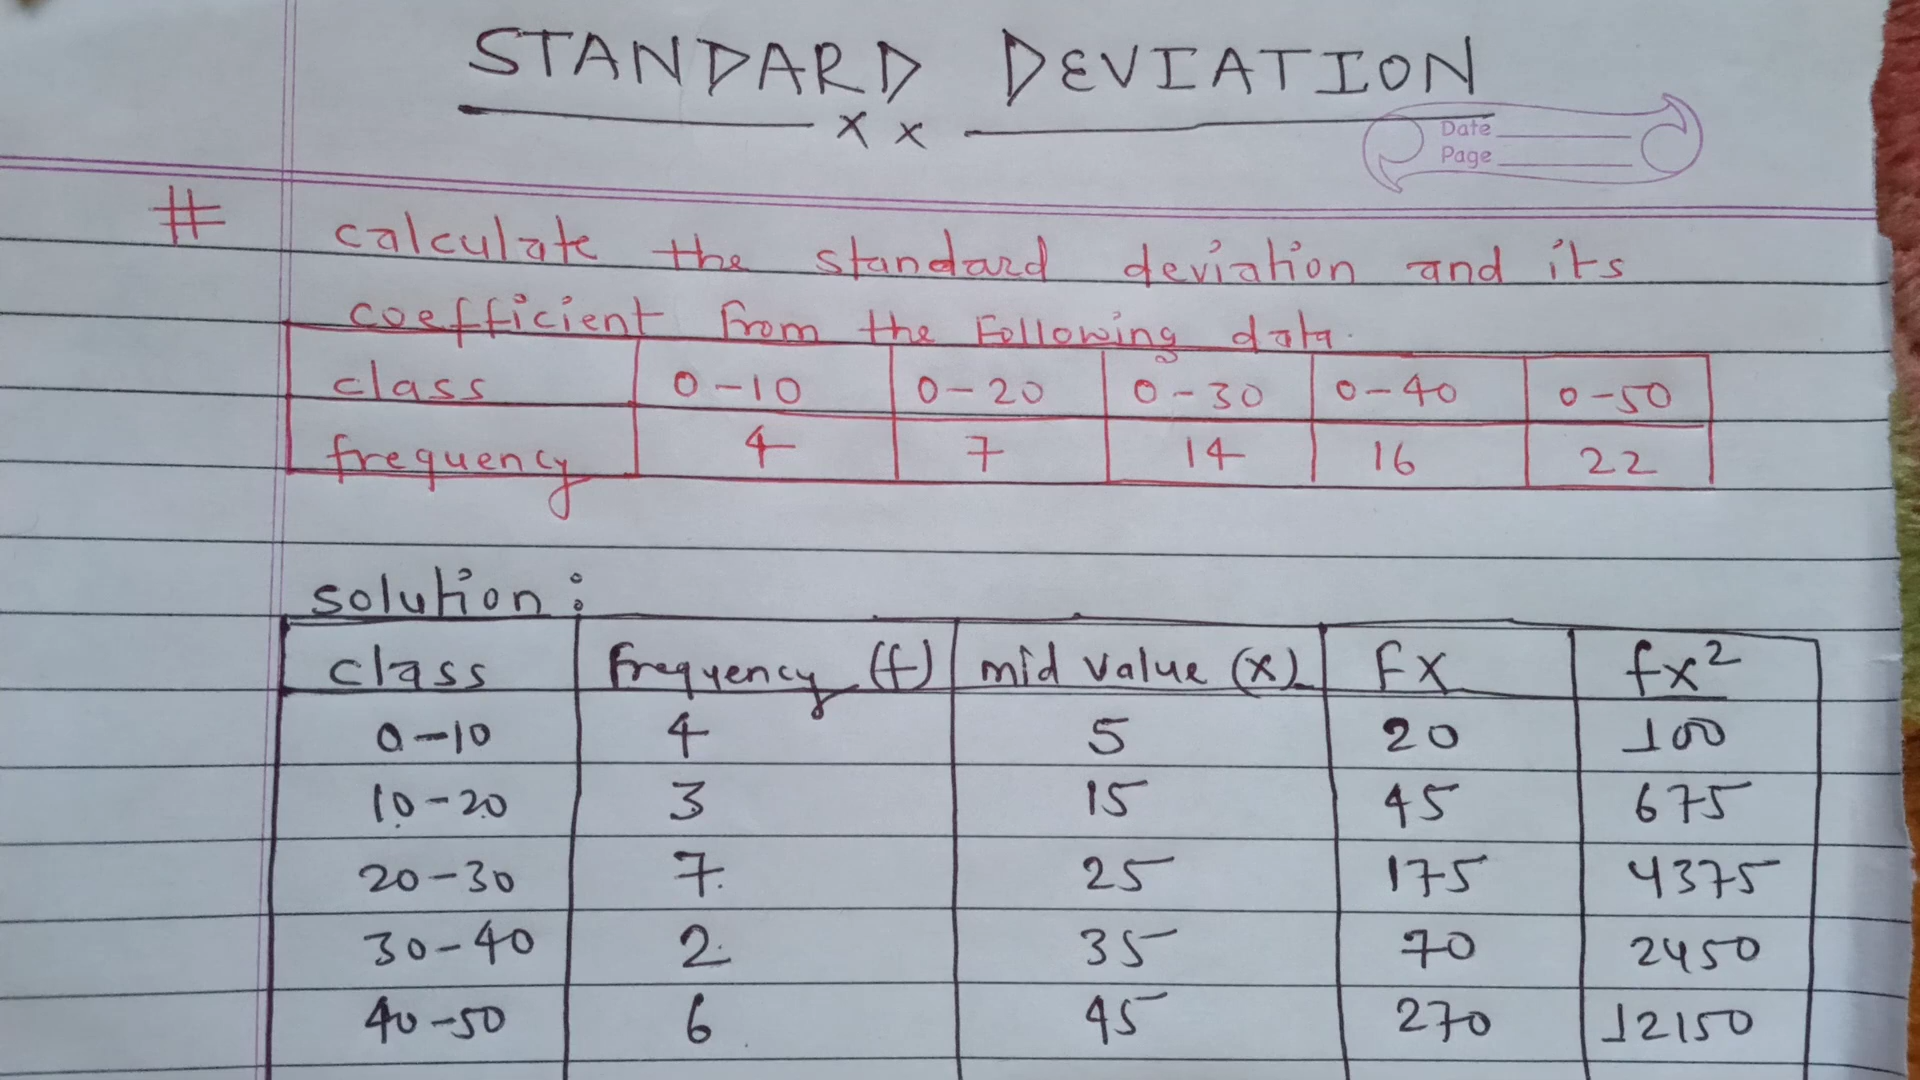 STANDARD DEVIATION
x x
Date
Page
# calculate the standard deviation and its
coefficient from the following data.
class 0-10 0-20 0-30 0-40 0-50
frequency 4 7 14 16 22
solution:
class frequency (f) mid value (x) Fx fx²
0-10 4 5 20 100
10-20 3 15 45 675
20-30 7. 25 175 4375
30-40 2. 35 70 2450
40-50 6 45 270 12150